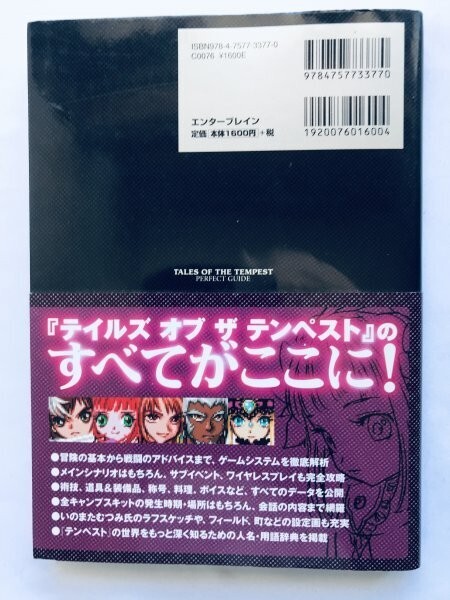 ISBN978-4-7577-3377-0
C0076 ¥1600E
9784757733770
エンターブレイン
定価 本体1600円 +税
1920076016004
TALES OF THE TEMPEST
PERFECT GUIDE
『テイルズ オブ ザ テンペスト』の
すべてがここに!
●冒険の基本から戦闘のアドバイスまで、ゲームシステムを徹底解析
●メインシナリオはもちろん、サブイベント、ワイヤレスプレイも完全攻略
●術技、道具&装備品、称号、料理、ボイスなど、すべてのデータを公開
●全キャンプスキットの発生時期・場所はもちろん、会話の内容まで網羅
●いのまたむつみ氏のラフスケッチや、フィールド、町などの設定画も充実
●『テンペスト』の世界をもっと深く知るための人名・用語辞典を掲載